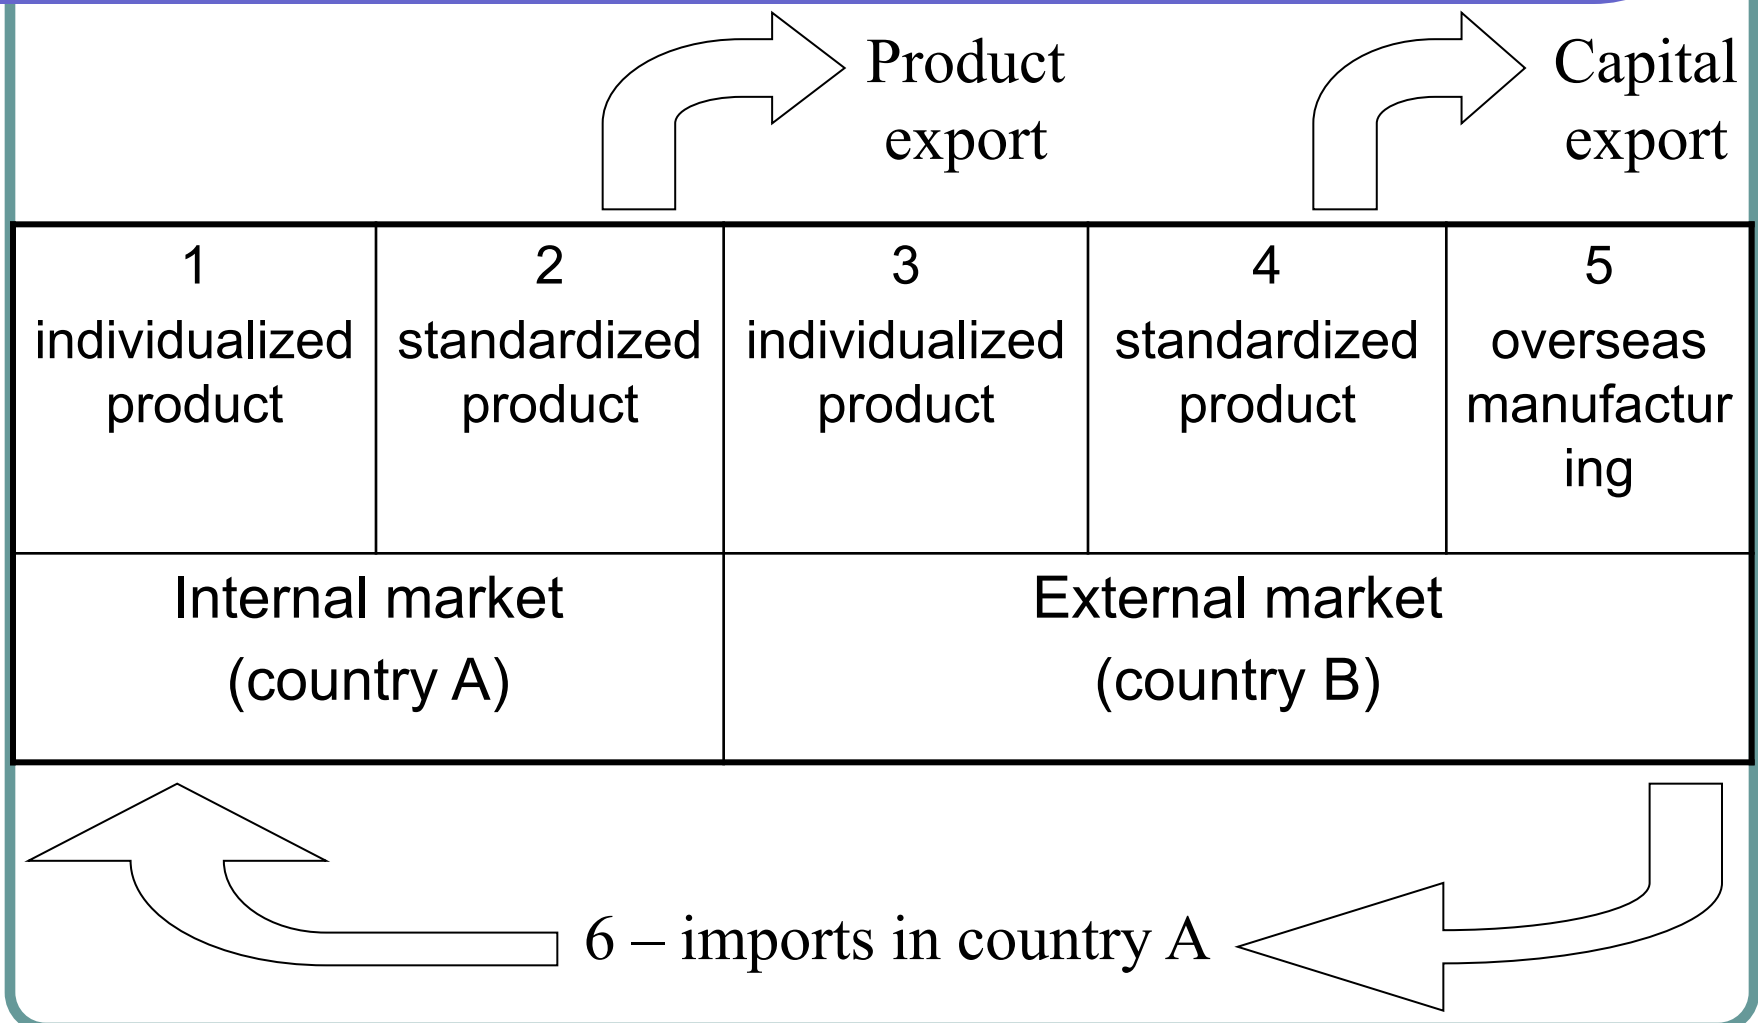 Product
export
Capital
export
1
individualized
product
2
standardized
product
3
individualized
product
4
standardized
product
5
overseas
manufactur
ing
Internal market
(country A)
External market
(country B)
6 – imports in country A